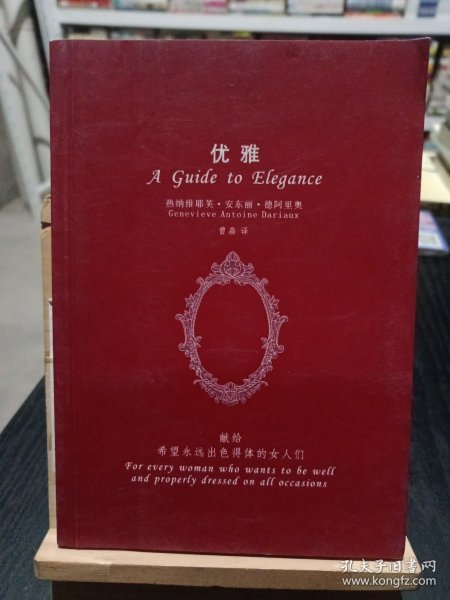 优雅
A Guide to Elegance
热纳维耶芙·安东丽·德阿里奥
Genevieve Antoine Dariaux
曾森 译
献给
希望永远出色得体的女人们
For every woman who wants to be well
and properly dressed on all occasions
孔夫子旧书网
www.kongfz.com